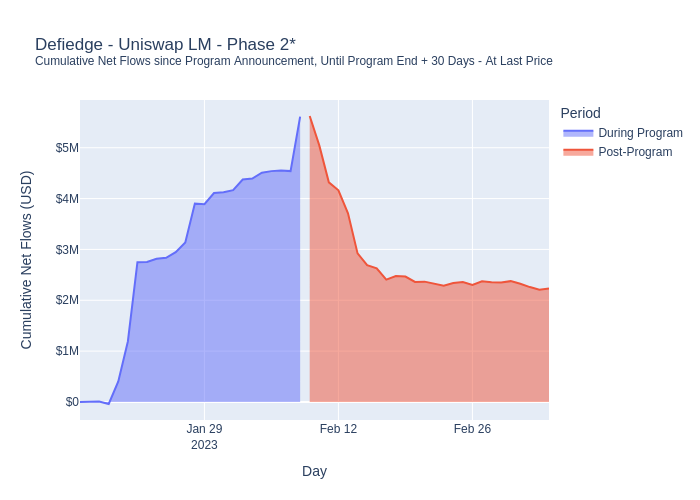 Defiedge - Uniswap LM - Phase 2*
Cumulative Net Flows since Program Announcement, Until Program End + 30 Days - At Last Price
Period
During Program
Post-Program
Cumulative Net Flows (USD)
$5M
$4M
$3M
$2M
$1M
$0
Jan 29
2023
Feb 12
Feb 26
Day